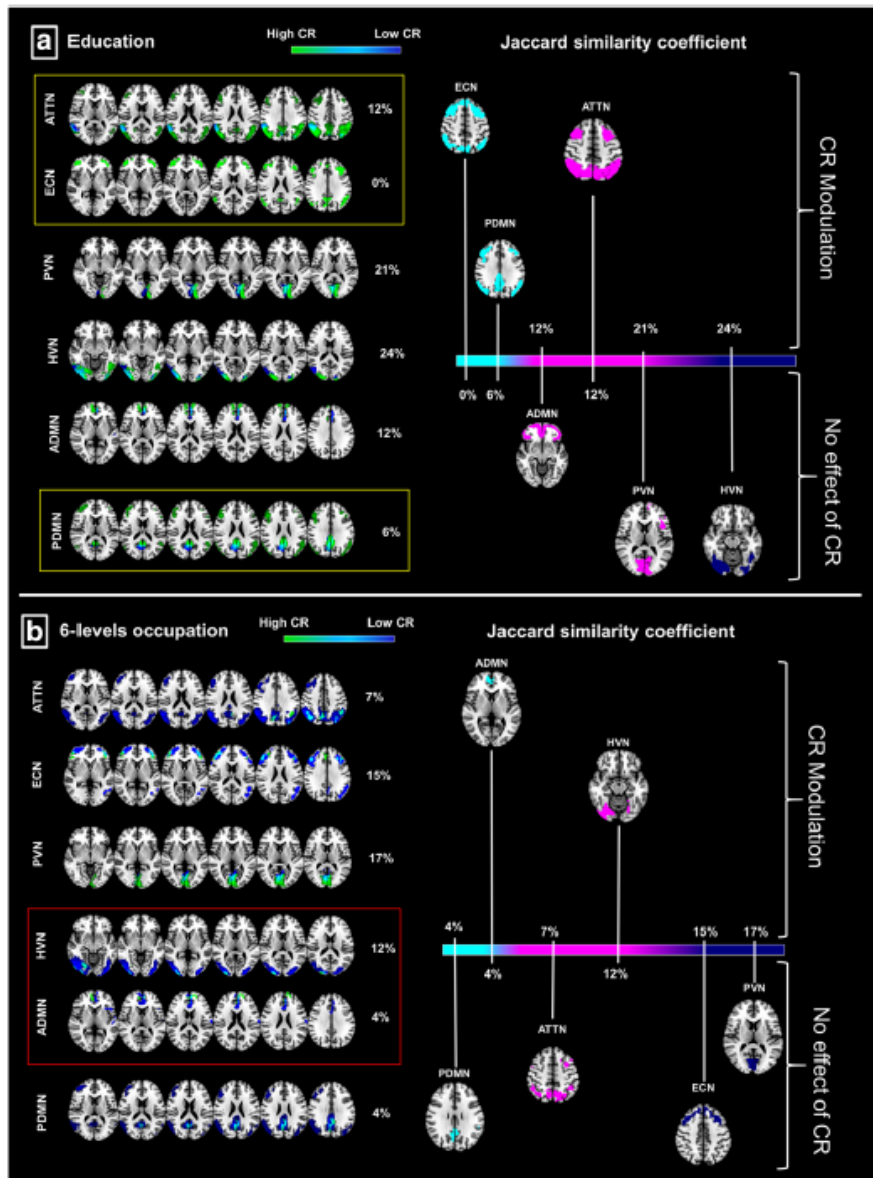 a Education
High CR Low CR
Jaccard similarity coefficient
ATTN
12%
ECN
0%
PVN
21%
HVN
24%
ADMN
12%
PDMN
6%
ECN
ATTN
PDMN
12% 21% 24%
0% 6% 12%
ADMN
PVN
HVN
CR Modulation
No effect of CR
b 6-levels occupation
High CR Low CR
Jaccard similarity coefficient
ATTN
7%
ECN
15%
PVN
17%
HVN
12%
ADMN
4%
PDMN
4%
ADMN
HVN
4% 7% 15% 17%
4% 12%
PVN
ATTN
PDMN
ECN
CR Modulation
No effect of CR